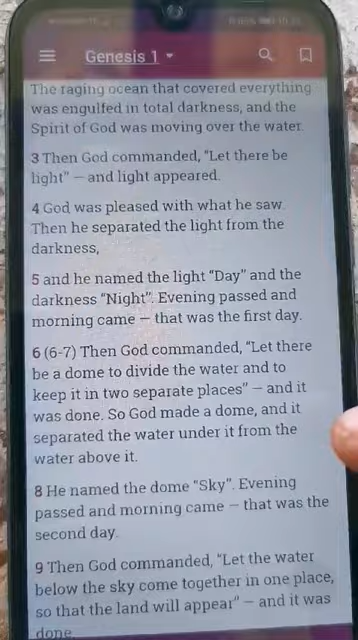 Genesis 1
The raging ocean that covered everything
was engulfed in total darkness, and the
Spirit of God was moving over the water.
3 Then God commanded, “Let there be
light” — and light appeared.
4 God was pleased with what he saw.
Then he separated the light from the
darkness,
5 and he named the light “Day” and the
darkness “Night”. Evening passed and
morning came — that was the first day.
6 (6-7) Then God commanded, “Let there
be a dome to divide the water and to
keep it in two separate places” — and it
was done. So God made a dome, and it
separated the water under it from the
water above it.
8 He named the dome “Sky”. Evening
passed and morning came — that was the
second day.
9 Then God commanded, “Let the water
below the sky come together in one place,
so that the land will appear” — and it was
done